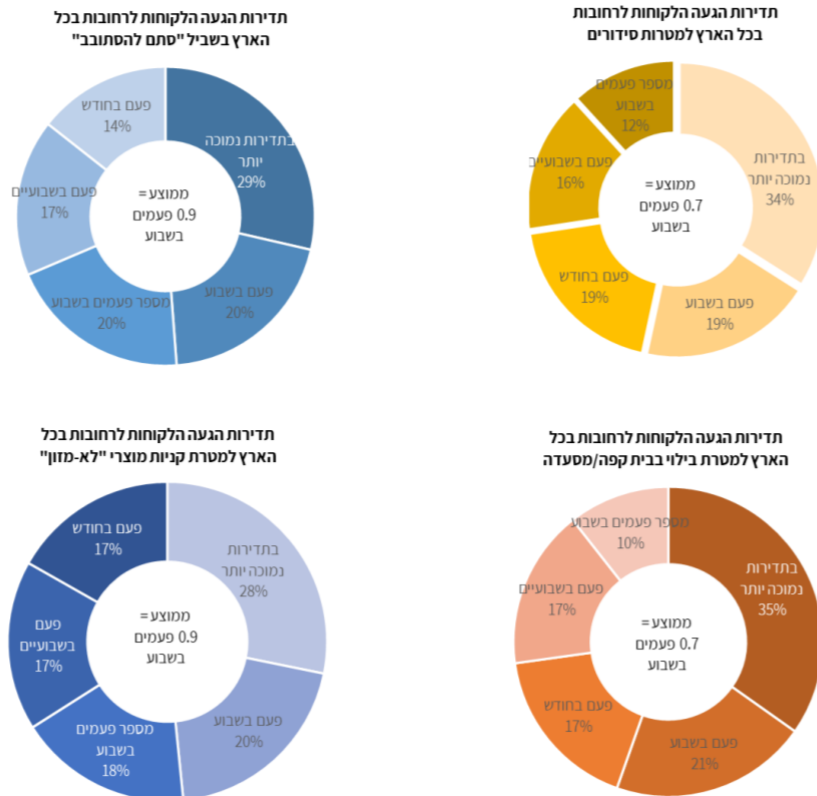 תדירות הגעה הלקוחות לרחובות
בכל הארץ למטרות סידורים
מספר פעמים
בשבוע
12%
בתדירות
נמוכה יותר
34%
פעם בשבועיים
16%
ממוצע =
0.7 פעמים
בשבוע
פעם בחודש
19%
פעם בשבוע
19%
תדירות הגעה הלקוחות לרחובות בכל
הארץ בשביל "סתם להסתובב"
פעם בחודש
14%
בתדירות נמוכה
יותר
29%
פעם בשבועיים
17%
ממוצע =
0.9 פעמים
בשבוע
מספר פעמים בשבוע
20%
פעם בשבוע
20%
תדירות הגעה הלקוחות לרחובות בכל
הארץ למטרת בילוי בבית קפה/מסעדה
מספר פעמים בשבוע
10%
בתדירות
נמוכה יותר
35%
פעם בשבועיים
17%
ממוצע =
0.7 פעמים
בשבוע
פעם בחודש
17%
פעם בשבוע
21%
תדירות הגעה הלקוחות לרחובות בכל
הארץ למטרת קניות מוצרי "לא-מזון"
פעם בחודש
17%
בתדירות
נמוכה יותר
28%
פעם
בשבועיים
17%
ממוצע =
0.9 פעמים
בשבוע
מספר פעמים
בשבוע
18%
פעם בשבוע
20%